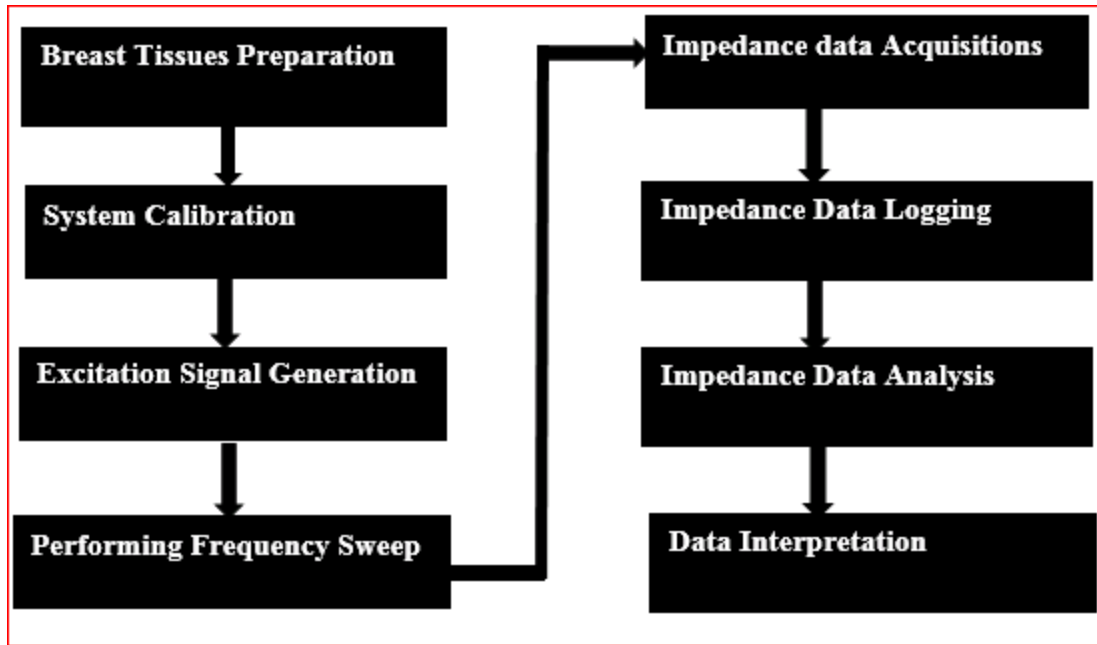 Breast Tissues Preparation
System Calibration
Excitation Signal Generation
Performing Frequency Sweep
Impedance data Acquisitions
Impedance Data Logging
Impedance Data Analysis
Data Interpretation